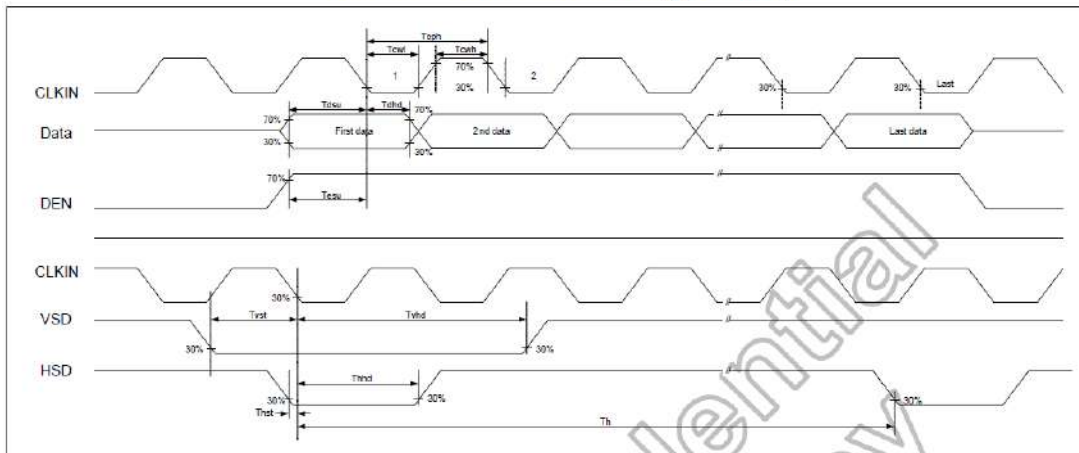 Tcph
Tcwl Tcwh
1 70% 2
CLKIN 30% 30% 30% Last
Tdsu Tdhd
70% 70%
Data First data 2nd data Last data
30% 30%
70%
DEN Tesu
CLKIN
30%
VSD Tvst Tvhd
30% 30%
HSD Thhd
30% 30% 30%
Thst
Th